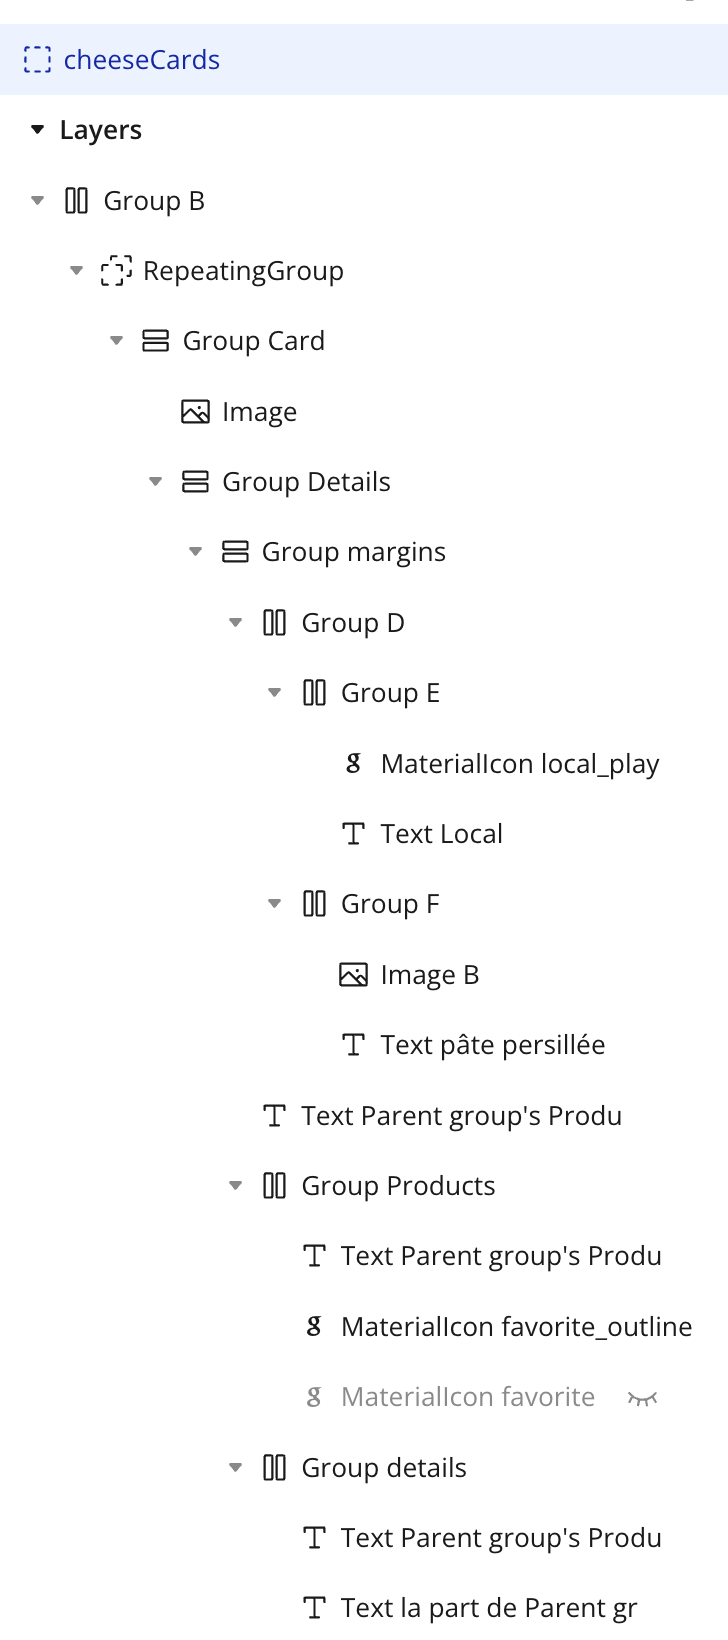 cheeseCards
Layers
Group B
RepeatingGroup
Group Card
Image
Group Details
Group margins
Group D
Group E
MaterialIcon local_play
Text Local
Group F
Image B
Text pâte persillée
Text Parent group's Produ
Group Products
Text Parent group's Produ
MaterialIcon favorite_outline
MaterialIcon favorite
Group details
Text Parent group's Produ
Text la part de Parent gr